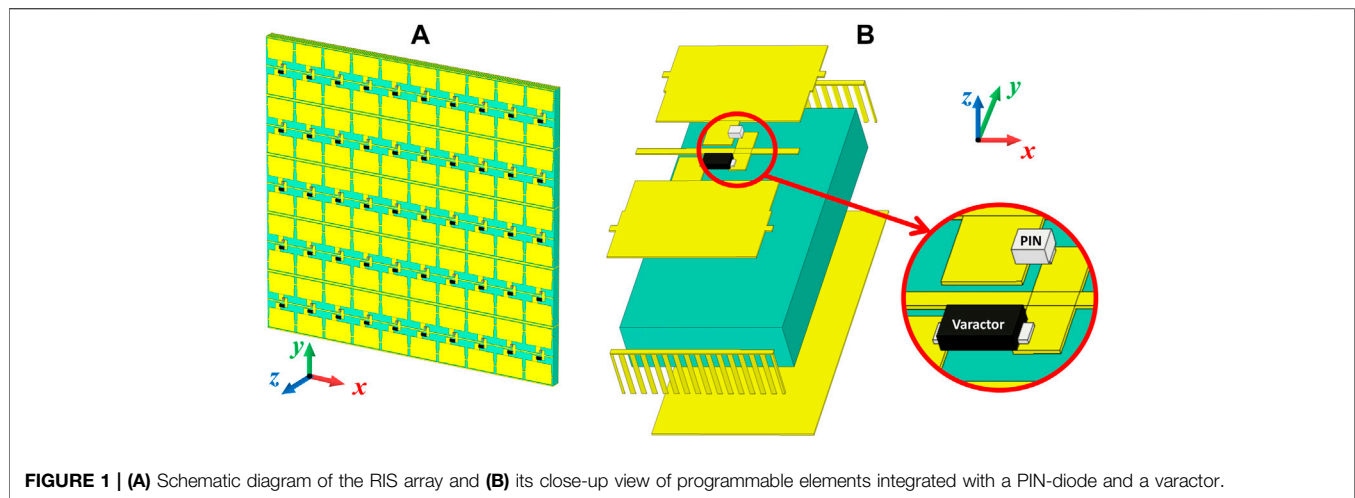 A
B
z
y
x
PIN
Varactor
y
z
x
FIGURE 1 | (A) Schematic diagram of the RIS array and (B) its close-up view of programmable elements integrated with a PIN-diode and a varactor.